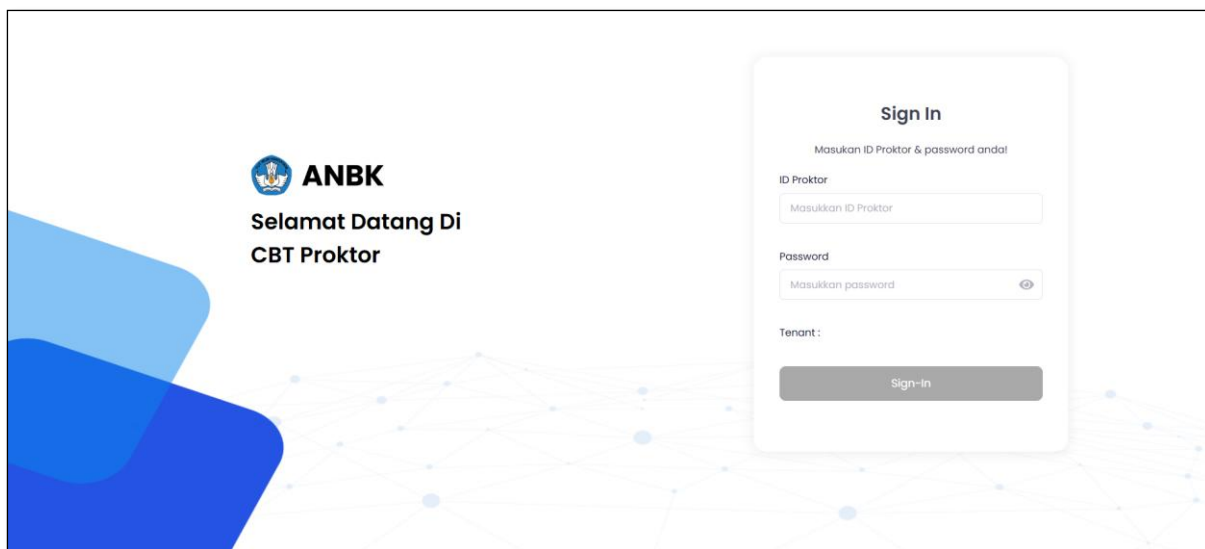 ANBK
Selamat Datang Di
CBT Proktor
Sign In
Masukan ID Proktor & password anda!
ID Proktor
Masukkan ID Proktor
Password
Masukkan password
Tenant :
Sign-In